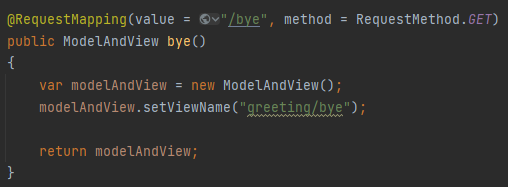 @RequestMapping(value = "/bye", method = RequestMethod.GET)
public ModelAndView bye()
{
    var modelAndView = new ModelAndView();
    modelAndView.setViewName("greeting/bye");

    return modelAndView;
}